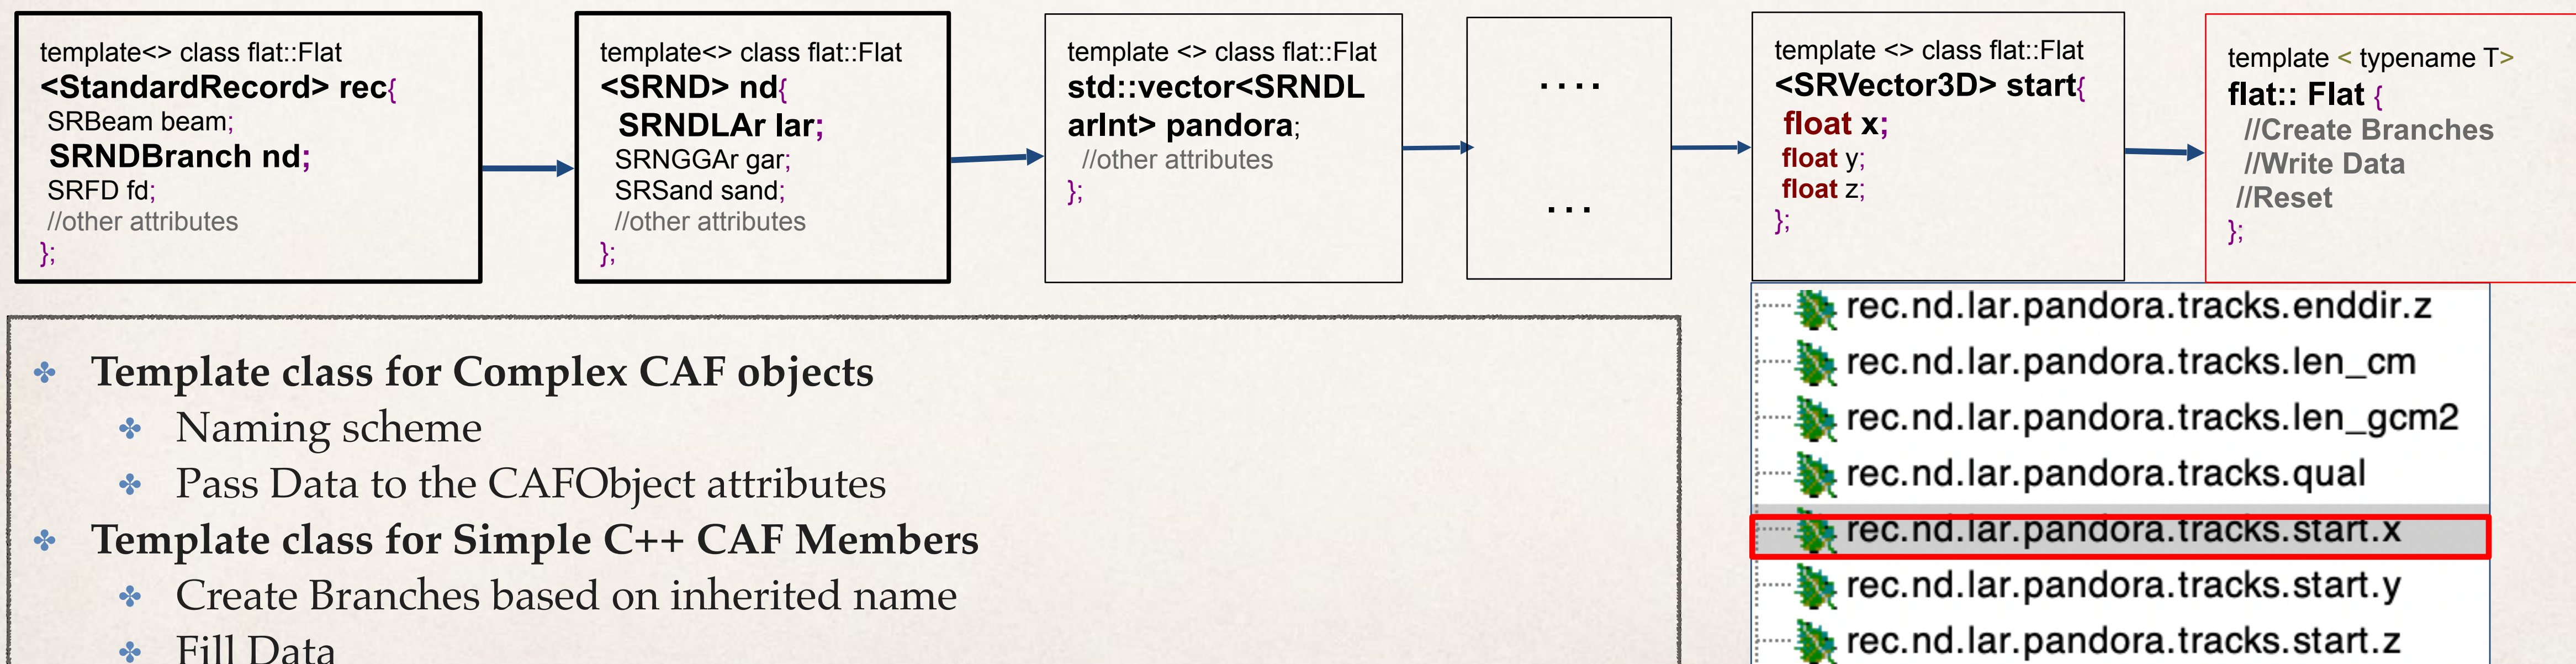 template<> class flat::Flat
<StandardRecord> rec{
SRBeam beam;
SRNDBranch nd;
SRFD fd;
//other attributes
};
template<> class flat::Flat
<SRND> nd{
SRNDLAr lar;
SRNGGAr gar;
SRSand sand;
//other attributes
};
template <> class flat::Flat
std::vector<SRNDL
arInt> pandora;
//other attributes
};
....
...
template <> class flat::Flat
<SRVector3D> start{
float x;
float y;
float z;
};
template < typename T>
flat:: Flat {
//Create Branches
//Write Data
//Reset
};
❖ Template class for Complex CAF objects
❖ Naming scheme
❖ Pass Data to the CAFObject attributes
❖ Template class for Simple C++ CAF Members
❖ Create Branches based on inherited name
❖ Fill Data
rec.nd.lar.pandora.tracks.enddir.z
rec.nd.lar.pandora.tracks.len_cm
rec.nd.lar.pandora.tracks.len_gcm2
rec.nd.lar.pandora.tracks.qual
rec.nd.lar.pandora.tracks.start.x
rec.nd.lar.pandora.tracks.start.y
rec.nd.lar.pandora.tracks.start.z